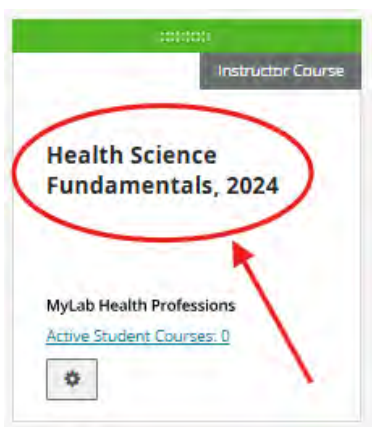 Instructor Course
Health Science
Fundamentals, 2024
MyLab Health Professions
Active Student Courses: 0